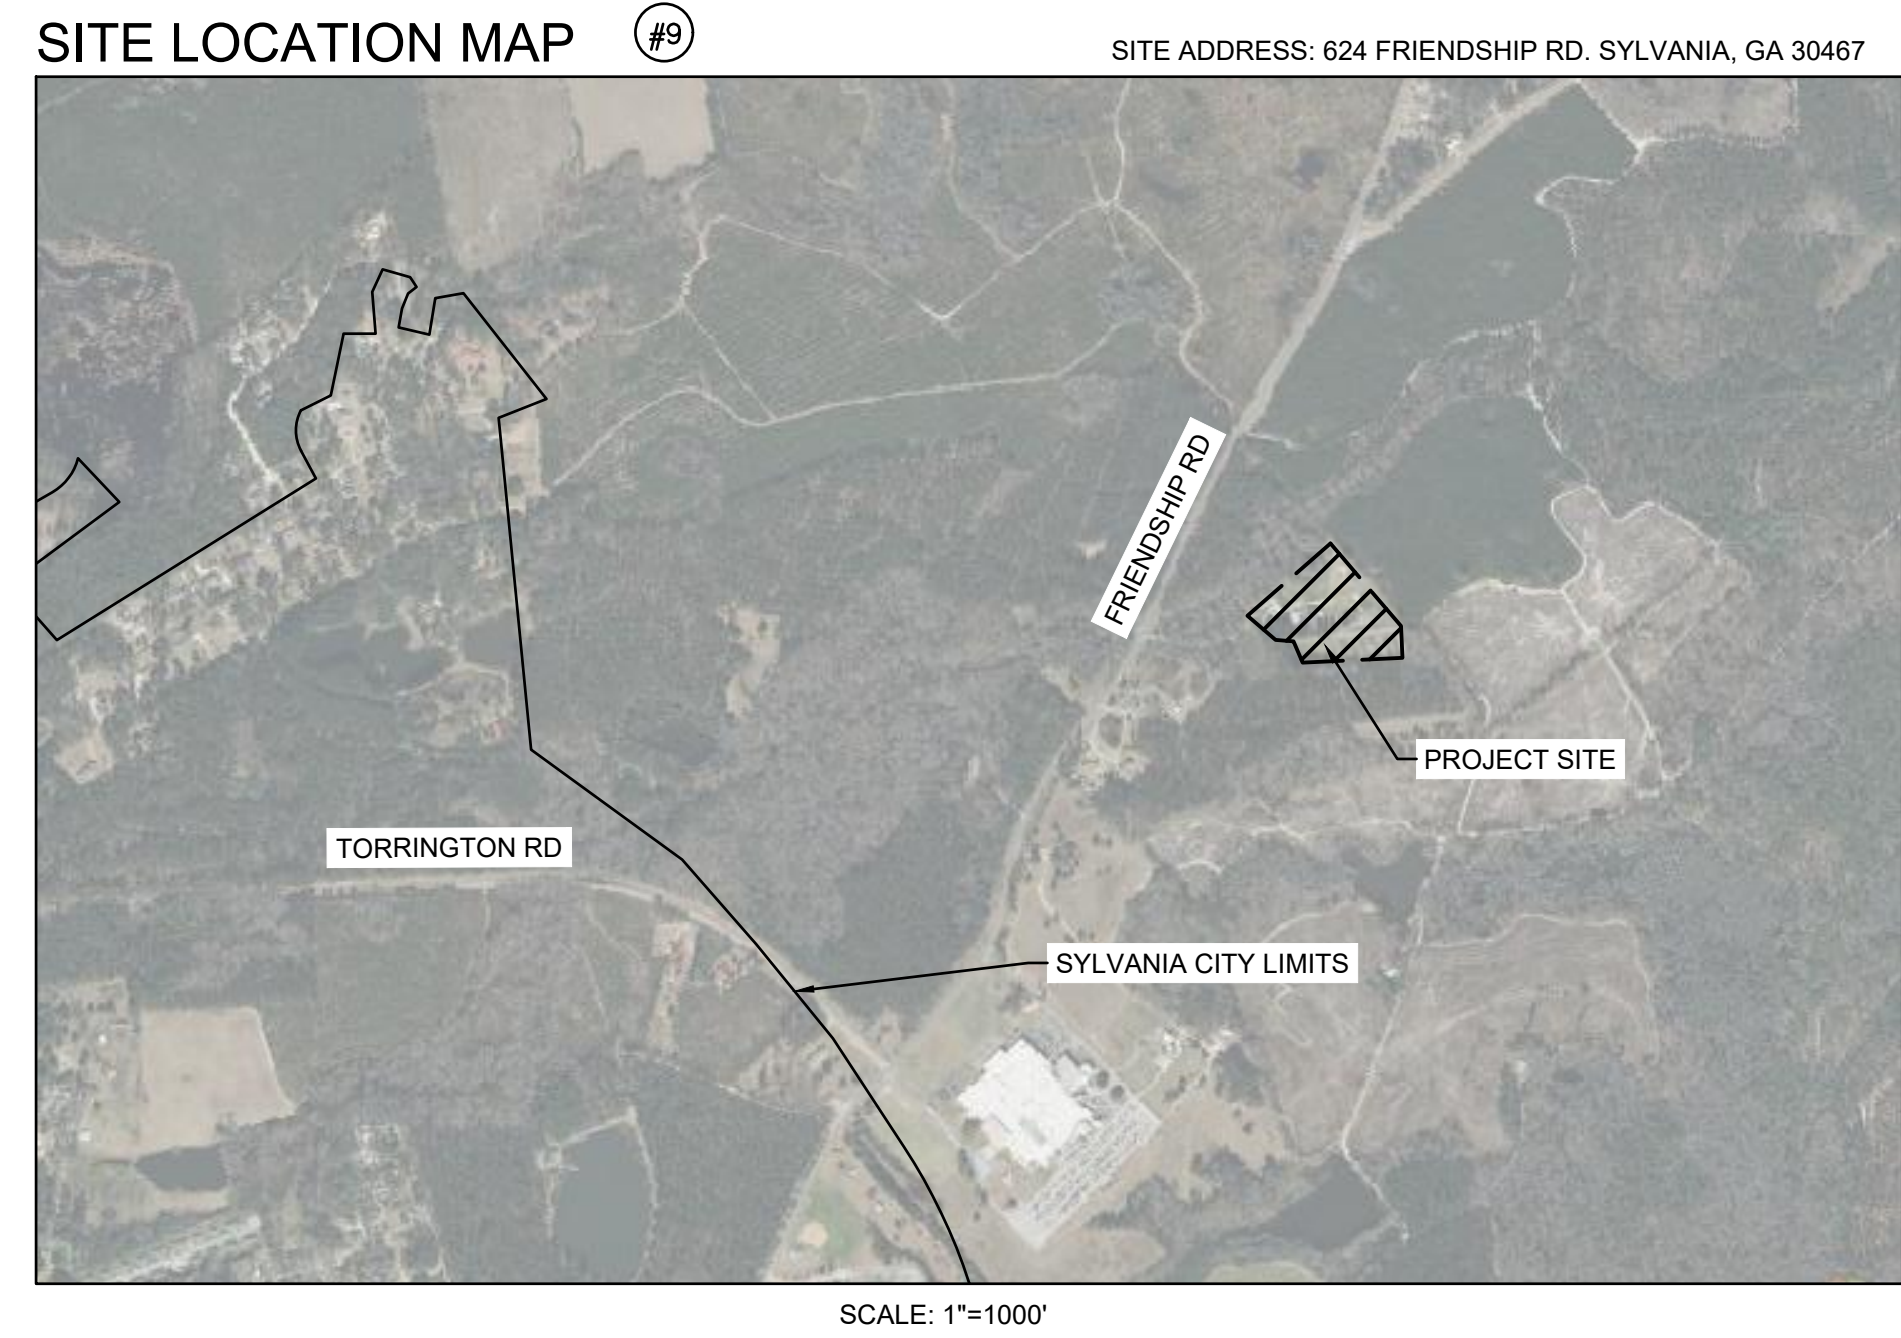 SITE LOCATION MAP #9
SITE ADDRESS: 624 FRIENDSHIP RD. SYLVANIA, GA 30467
FRIENDSHIP RD
PROJECT SITE
TORRINGTON RD
SYLVANIA CITY LIMITS
SCALE: 1"=1000'